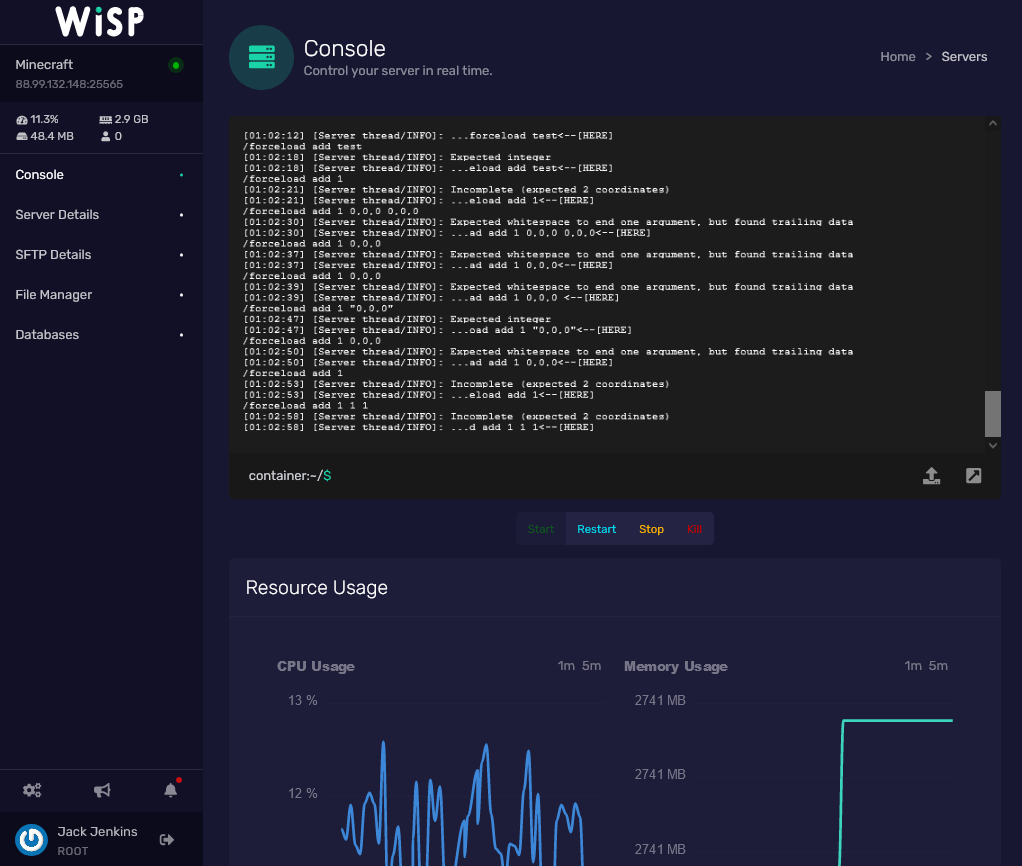 WiSP
Minecraft
88.99.132.148:25565
11.3%
2.9 GB
48.4 MB
0
Console
Server Details
SFTP Details
File Manager
Databases
Jack Jenkins
ROOT
Console
Control your server in real time.
Home > Servers
[01:02:12] [Server thread/INFO]: ...forceload test<--[HERE]
/forceload add test
[01:02:18] [Server thread/INFO]: Expected integer
[01:02:18] [Server thread/INFO]: ...eload add test<--[HERE]
/forceload add 1
[01:02:21] [Server thread/INFO]: Incomplete (expected 2 coordinates)
[01:02:21] [Server thread/INFO]: ...eload add 1<--[HERE]
/forceload add 1 0,0,0 0,0,0
[01:02:30] [Server thread/INFO]: Expected whitespace to end one argument, but found trailing data
[01:02:30] [Server thread/INFO]: ...ad add 1 0,0,0 0,0,0<--[HERE]
/forceload add 1 0,0,0
[01:02:37] [Server thread/INFO]: Expected whitespace to end one argument, but found trailing data
[01:02:37] [Server thread/INFO]: ...ad add 1 0,0,0<--[HERE]
/forceload add 1 0,0,0
[01:02:39] [Server thread/INFO]: Expected whitespace to end one argument, but found trailing data
[01:02:39] [Server thread/INFO]: ...ad add 1 0,0,0 <--[HERE]
/forceload add 1 "0,0,0"
[01:02:47] [Server thread/INFO]: Expected integer
[01:02:47] [Server thread/INFO]: ...oad add 1 "0,0,0"<--[HERE]
/forceload add 1 0,0,0
[01:02:50] [Server thread/INFO]: Expected whitespace to end one argument, but found trailing data
[01:02:50] [Server thread/INFO]: ...ad add 1 0,0,0<--[HERE]
/forceload add 1
[01:02:53] [Server thread/INFO]: Incomplete (expected 2 coordinates)
[01:02:53] [Server thread/INFO]: ...eload add 1<--[HERE]
/forceload add 1 1 1
[01:02:58] [Server thread/INFO]: Incomplete (expected 2 coordinates)
[01:02:58] [Server thread/INFO]: ...d add 1 1 1<--[HERE]
container:~/$
Start
Restart
Stop
Kill
Resource Usage
CPU Usage
1m 5m
13 %
12 %
Memory Usage
1m 5m
2741 MB
2741 MB
2741 MB